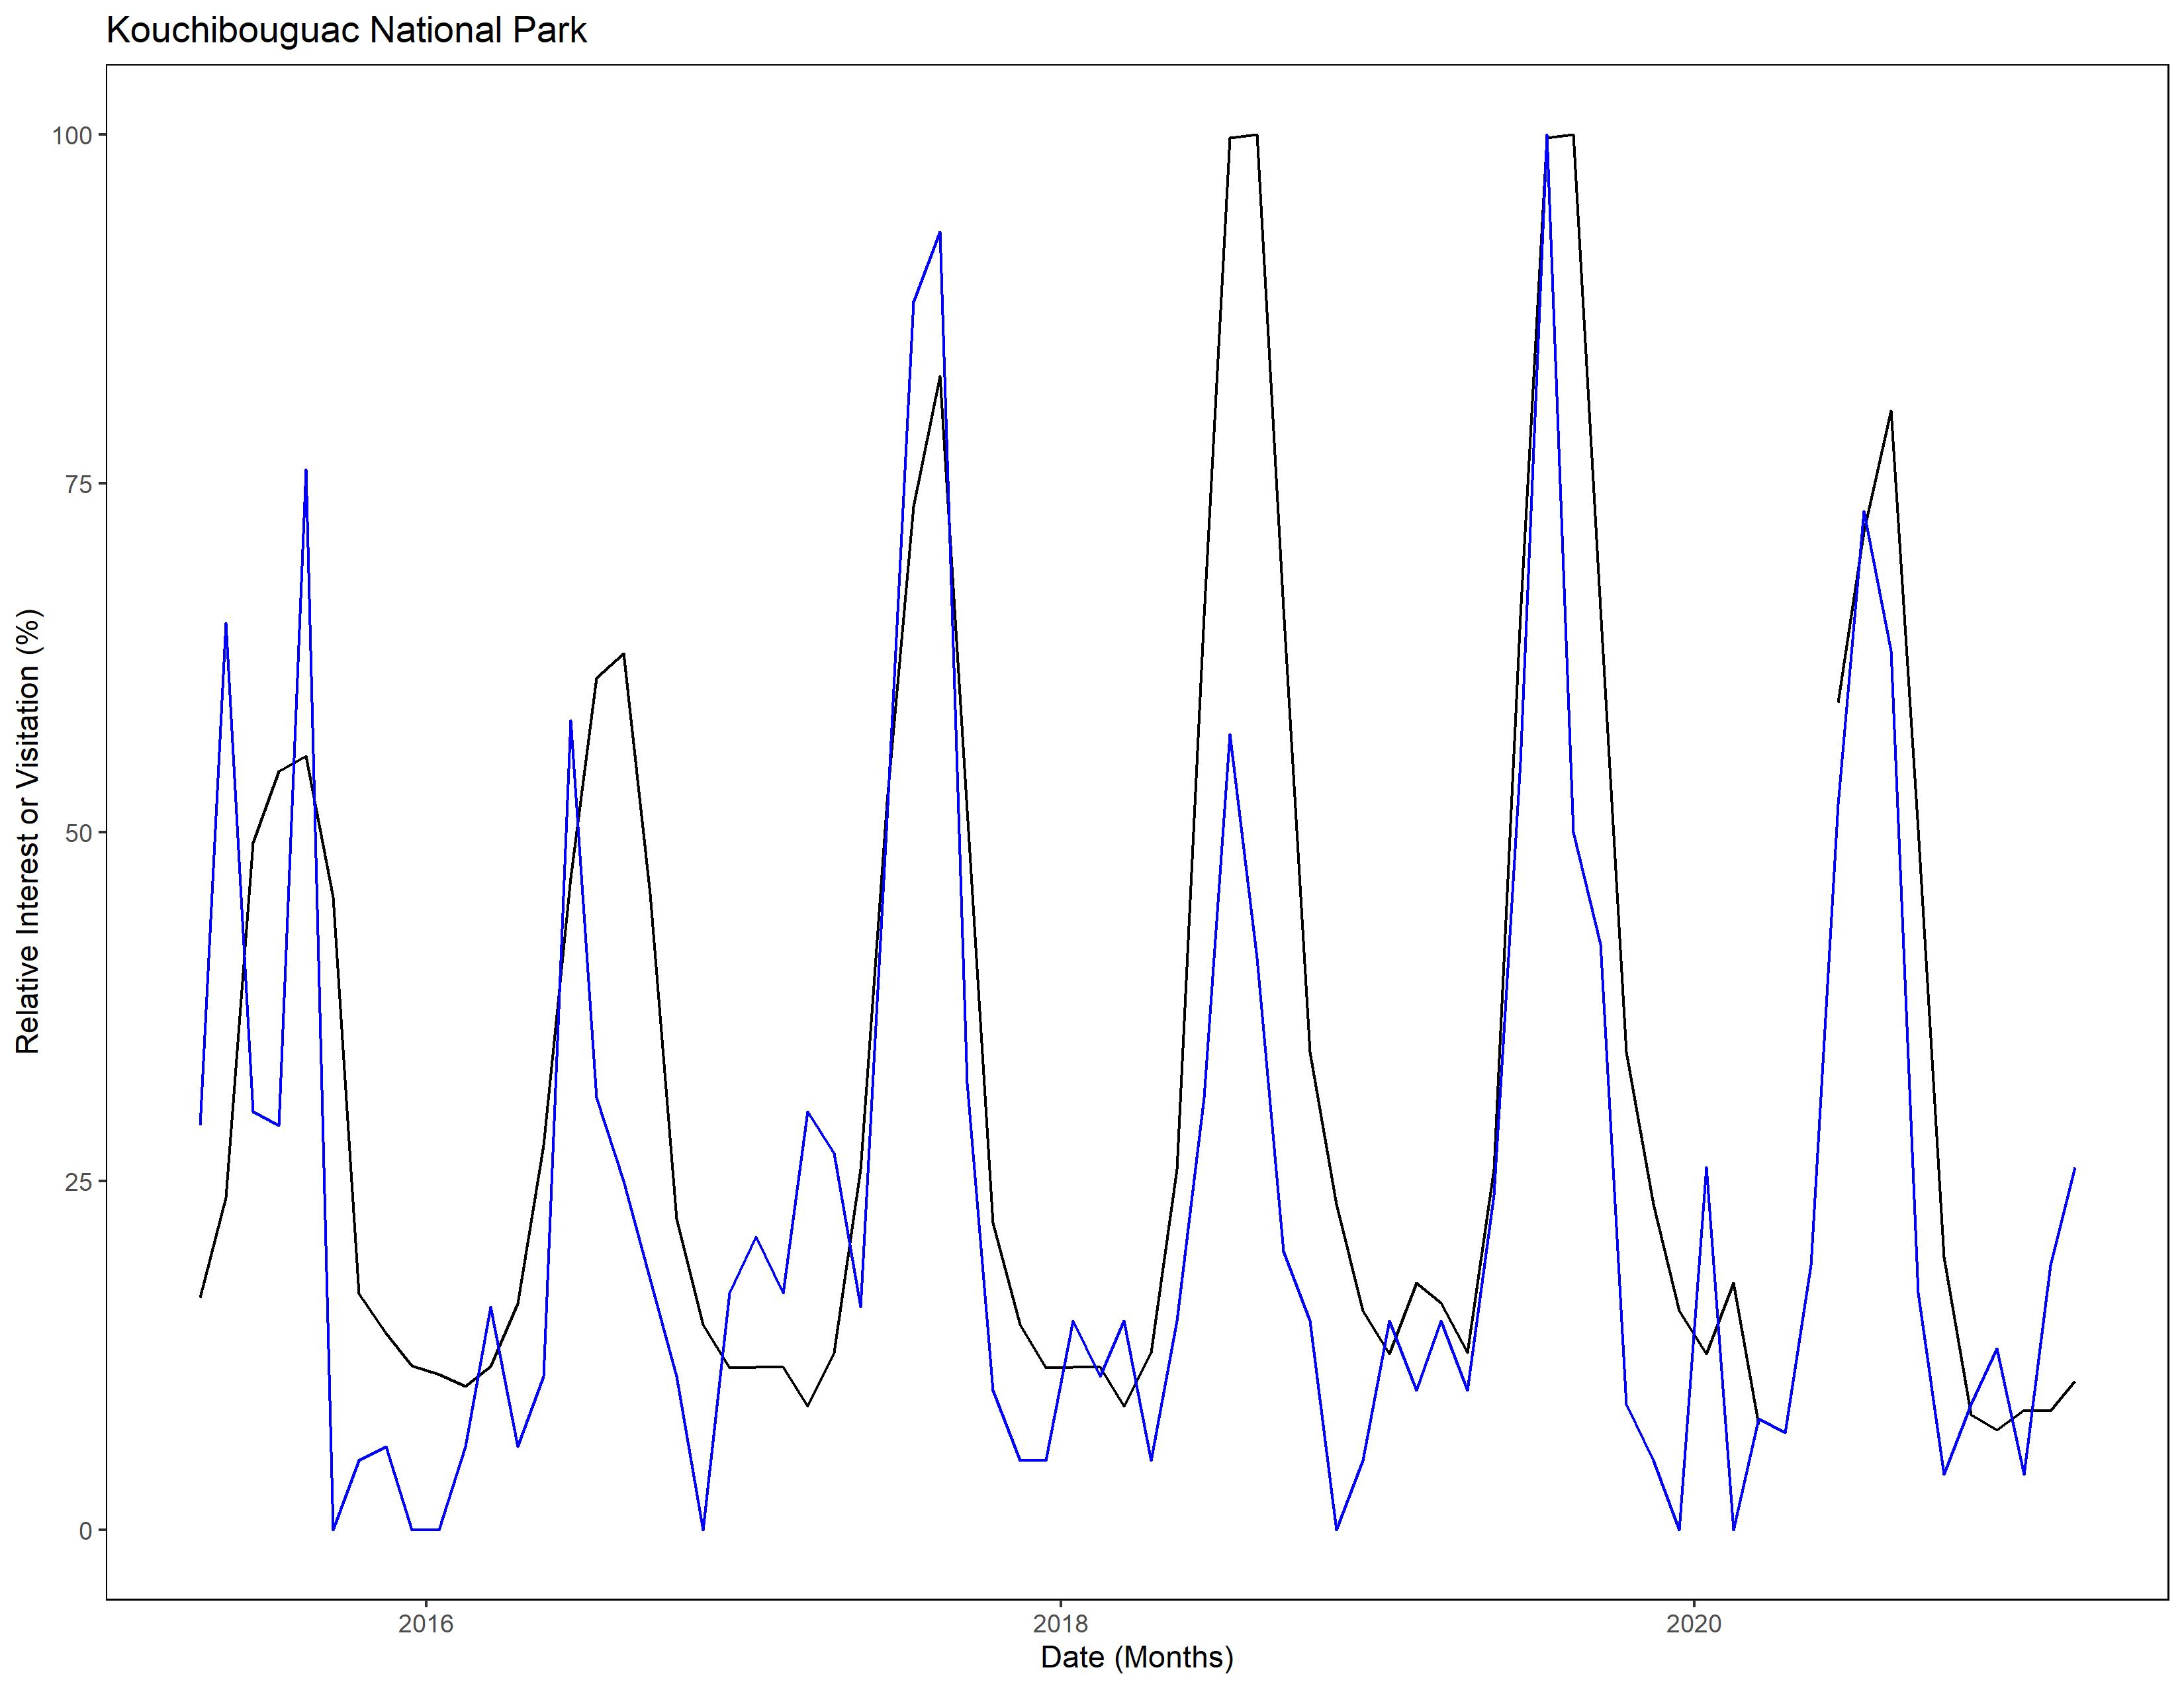 Kouchibouguac National Park
100
75
50
25
0
Relative Interest or Visitation (%)
2016
2018
2020
Date (Months)